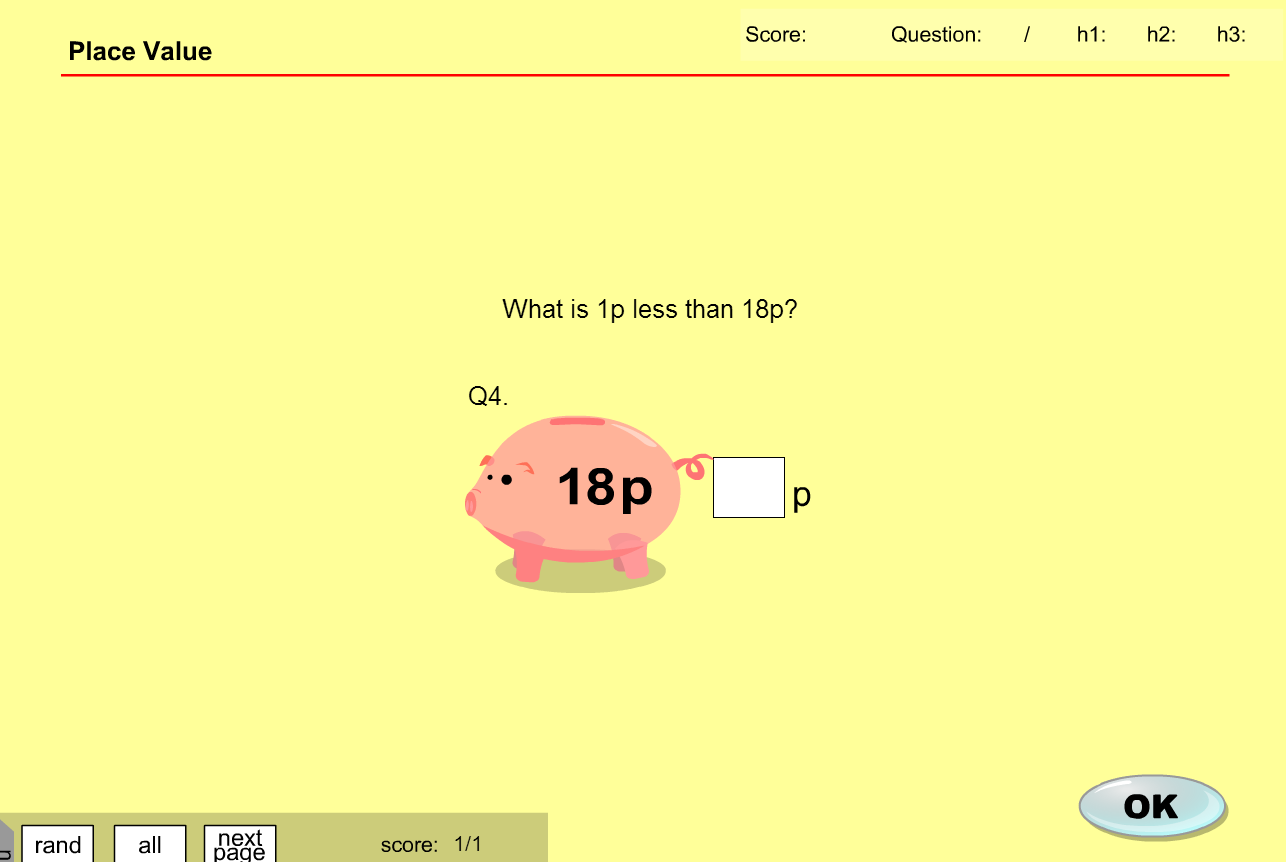 Place Value
Score: Question: / h1: h2: h3:
What is 1p less than 18p?
Q4.
18p
p
OK
rand all next page score: 1/1